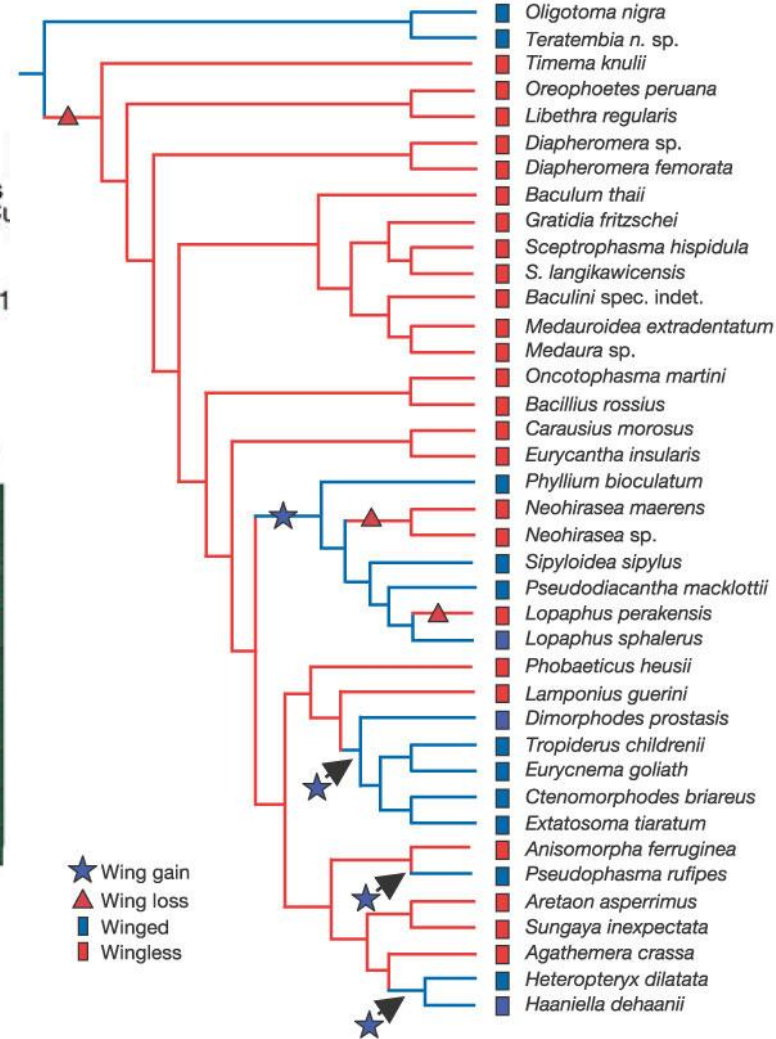 Oligotoma nigra
Teratembia n. sp.
Timema knulii
Oreophoetes peruana
Libethra regularis
Diapheromera sp.
Diapheromera femorata
Baculum thaii
Gratidia fritzschei
Sceptrophasma hispidula
S. langikawicensis
Baculini spec. indet.
Medauroidea extradentatum
Medaura sp.
Oncotophasma martini
Bacillius rossius
Carausius morosus
Eurycantha insularis
Phyllium bioculatum
Neohirasea maerens
Neohirasea sp.
Sipyloidea sipylus
Pseudodiacantha macklottii
Lopaphus perakensis
Lopaphus sphalerus
Phobaeticus heusii
Lamponius guerini
Dimorphodes prostasis
Tropiderus childrenii
Eurycnema goliath
Ctenomorphodes briareus
Extatosoma tiaratum
Anisomorpha ferruginea
Pseudophasma rufipes
Aretaon asperrimus
Sungaya inexpectata
Agathemera crassa
Heteropteryx dilatata
Haaniella dehaanii
Wing gain
Wing loss
Winged
Wingless